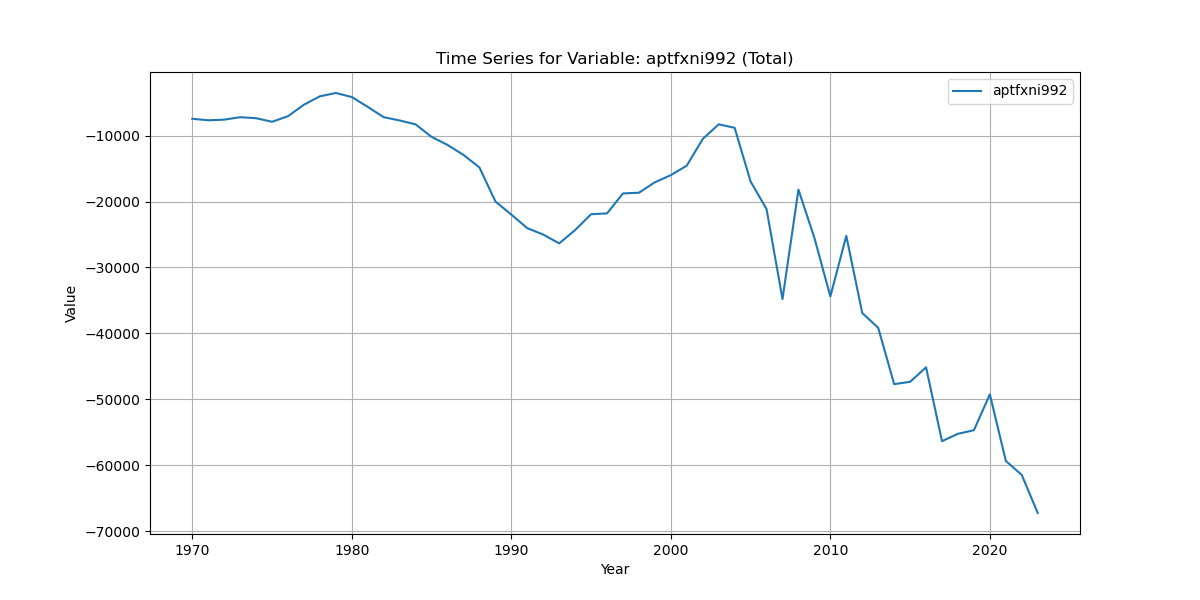 Time Series for Variable: aptfxni992 (Total)
aptfxni992
Value
−10000
−20000
−30000
−40000
−50000
−60000
−70000
1970 1980 1990 2000 2010 2020
Year